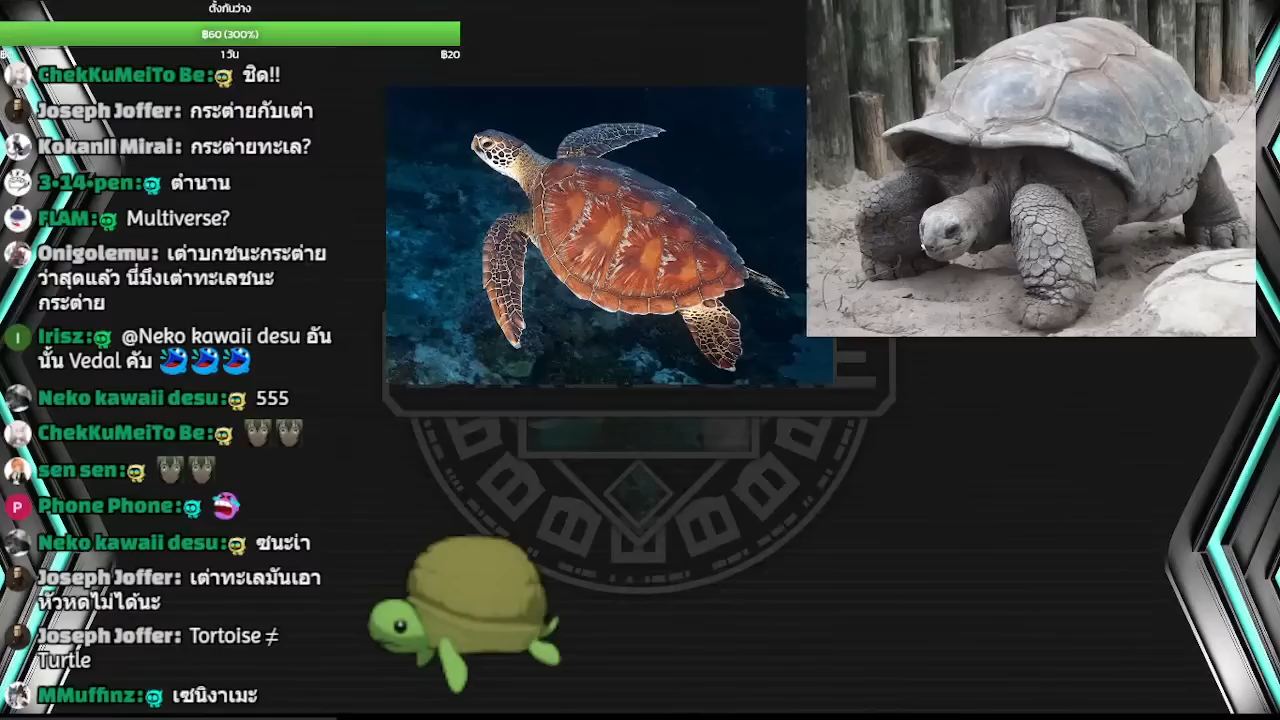 ตั้งกันว่าง
฿60 (300%)
1 วัน
฿20
ChekKuMeiTo Be: ชิด!!
Joseph Joffer: กระต่ายกับเต่า
KokaniI Mirai: กระต่ายทะเล?
3•14•pen: ตำนาน
FLAM: Multiverse?
Onigolemu: เต่าบกชนะกระต่าย
ว่าสุดแล้ว นี่มึงเต่าทะเลชนะ
กระต่าย
Irisz: @Neko kawaii desu อัน
นั้น Vedal คับ
Neko kawaii desu: 555
ChekKuMeiTo Be:
sen sen:
P
Phone Phone:
Neko kawaii desu:
Joseph Joffer: เต่าทะเลมันเอา
หัวหดไม่ได้นะ
Joseph Joffer: Tortoise ≠
Turtle
MMuffinz: เซนิงาเมะ